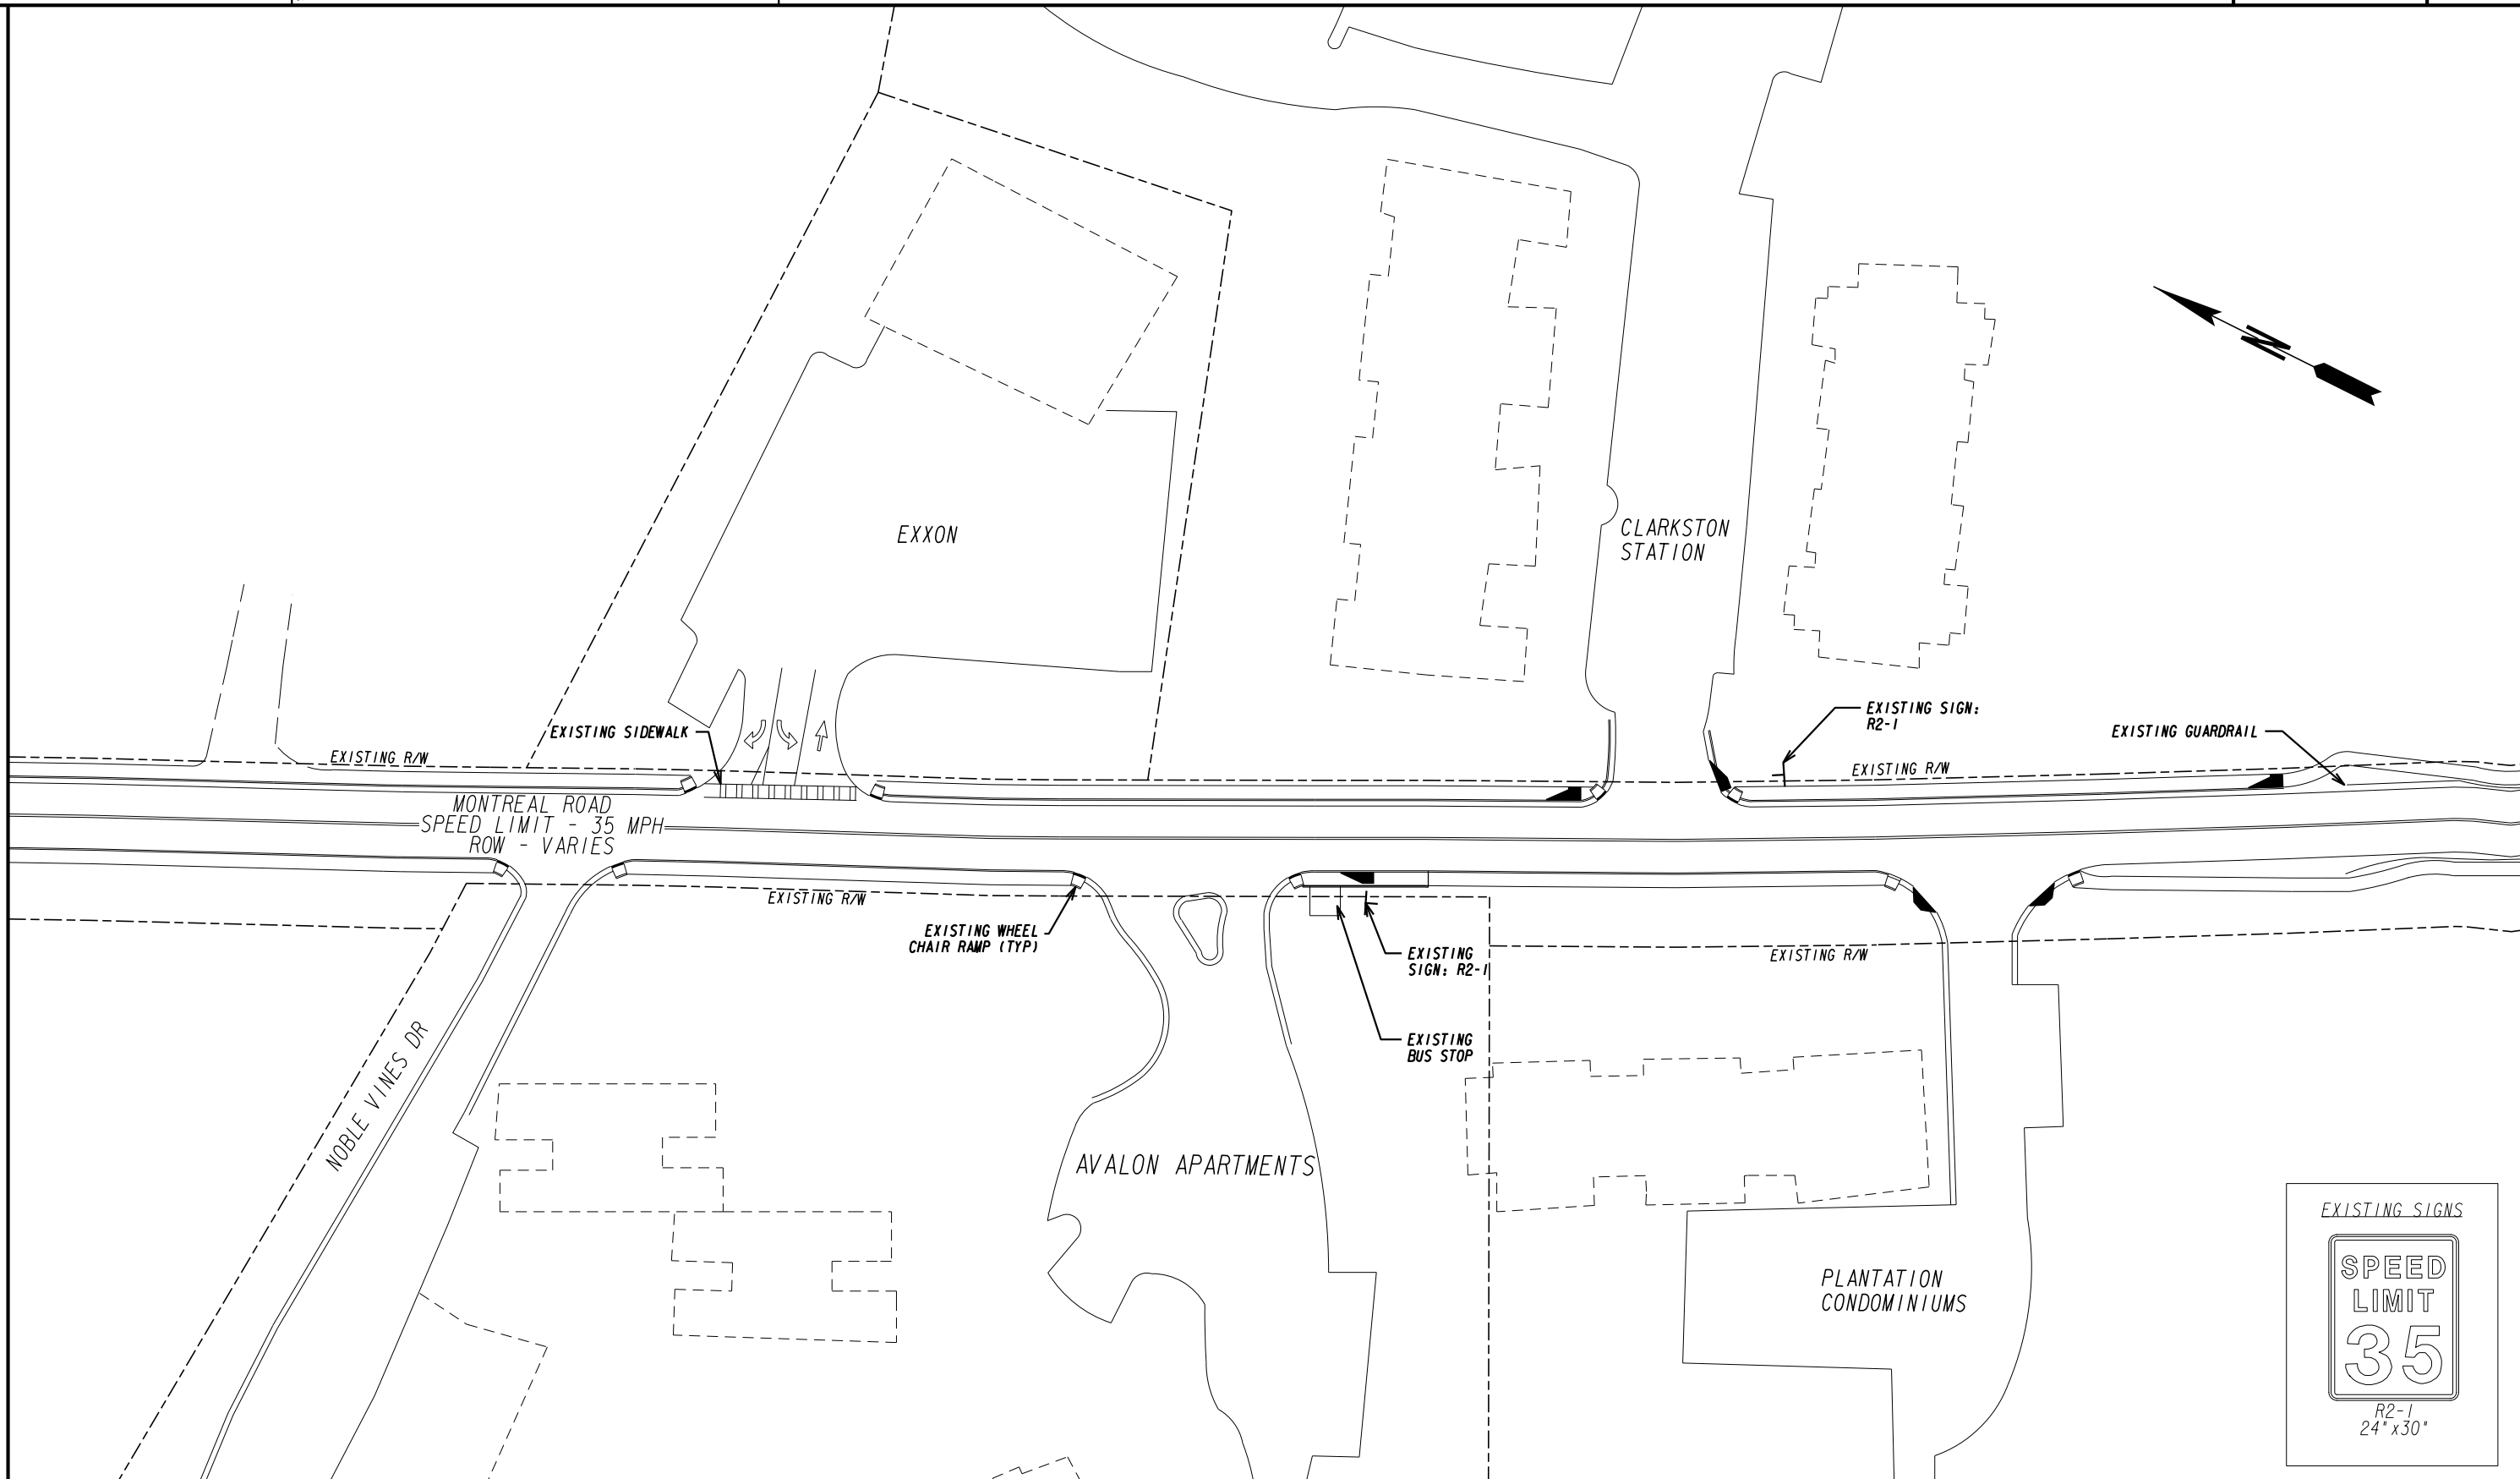 N
EXXON
CLARKSTON
STATION
EXISTING SIGN:
R2-1
EXISTING GUARDRAIL
EXISTING SIDEWALK
EXISTING R/W
EXISTING R/W
MONTREAL ROAD
SPEED LIMIT - 35 MPH
ROW - VARIES
EXISTING R/W
EXISTING WHEEL
CHAIR RAMP (TYP)
EXISTING
SIGN: R2-1
EXISTING R/W
EXISTING
BUS STOP
NOBLE VINES DR
AVALON APARTMENTS
PLANTATION
CONDOMINIUMS
EXISTING SIGNS
SPEED
LIMIT
35
R2-1
24"x30"